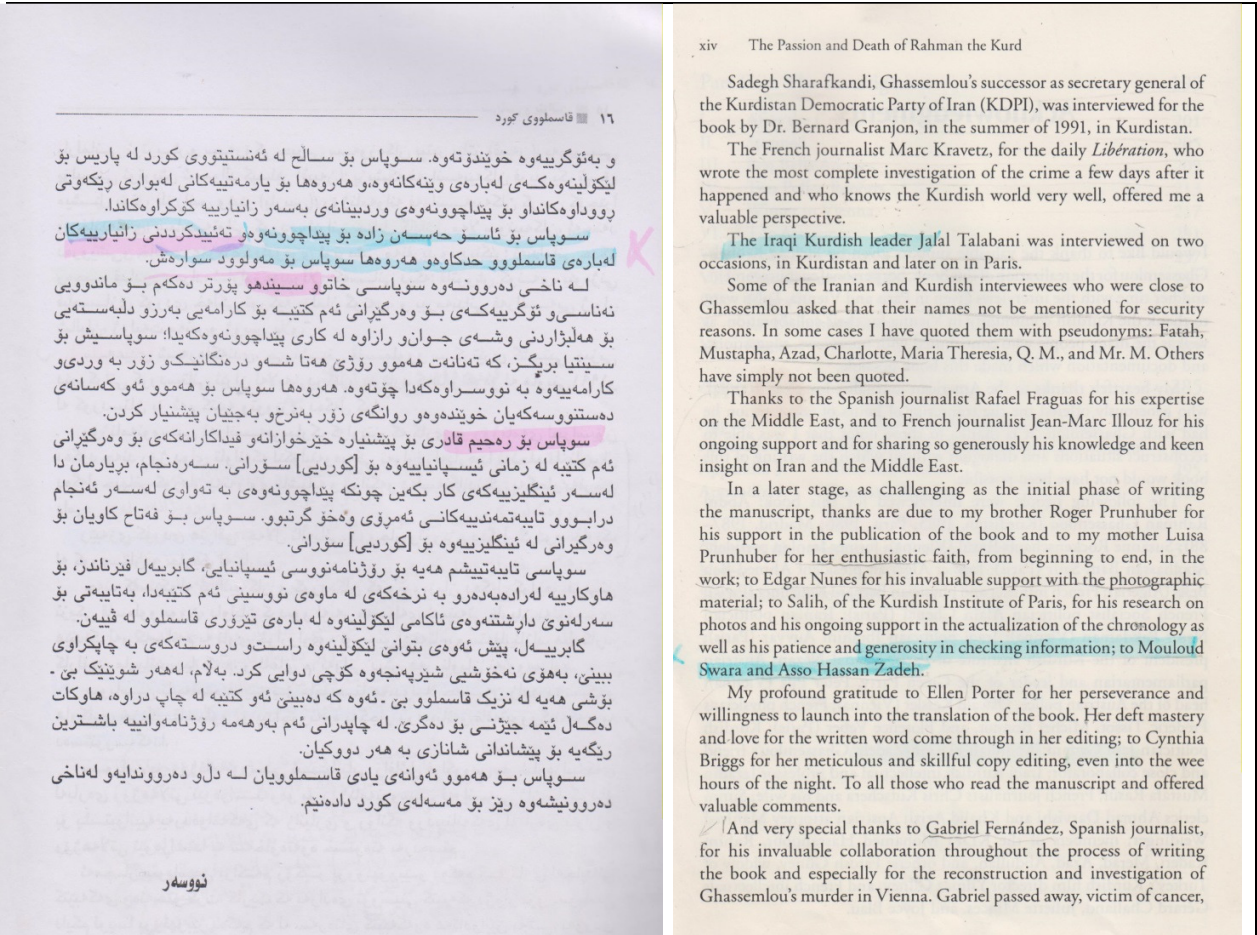 ١٦ ■ قاسملووی کورد
و بەئۆگرییەوە خوێندۆتەوە. سوپاس بۆ ساڵح لە ئەنستیتووی کورد لە پاریس بۆ
لێکۆڵینەوەکەی لەبارەی وێنەکانەوە،و هەروەها بۆ یارمەتییەکانی لەبواری ڕێکەوتی
ڕووداوەکانداو بۆ پێداچوونەوەی وردبینانەی بەسەر زانیارییە کۆکراوەکاندا.
سوپاس بۆ ئاسۆ حەسەن زادە بۆ پێداچوونەوەو تەئییدکرددنی زانیارییەکان
لەبارەی قاسملووو حدکاوەو هەروەها سوپاس بۆ مەولوود سوارەش.
لە ناخی دەروونەوە سوپاسی خاتوو سیندهو پۆرتر دەکەم بۆ ماندوویی
نەناسی‌و ئۆگرییەکەی بۆ وەرگێڕانی ئەم کتێبە بۆ کارامەیی بەرزو دڵبەستەیی
بۆ هەڵبژاردنی وشەی جوان‌و رازاوە لە کاری پێداچوونەوەکەیدا؛ سوپاسیش بۆ
سینتیا بریگز، کە تەنانەت هەموو رۆژێ هەتا شەو درەنگانێک‌و زۆر بە وردی‌و
کارامەییەوە بە نووسراوەکەدا چۆتەوە. هەروەها سوپاس بۆ هەموو ئەو کەسانەی
دەستنووسەکەیان خوێندەوەو روانگەی زۆر بەنرخ‌و بەجێیان پێشنیار کردن.
سوپاس بۆ رەحیم قادری بۆ پێشنیارە خێرخوازانەو فیداکارانەکەی بۆ وەرگێڕانی
ئەم کتێبە لە زمانی ئیسپانیاییەوە بۆ [کوردیی] سۆرانی. سەرەنجام، بڕیارمان دا
لەسەر ئینگلیزییەکەی کار بکەین چونکە پێداچوونەوەی بە تەواوی لەسەر ئەنجام
درابووو تایبەتمەندییەکانی ئەمڕۆی وەخۆ گرتبوو. سوپاس بۆ فەتاح کاویان بۆ
وەرگیرانی لە ئینگلیزییەوە بۆ [کوردیی] سۆرانی.
سوپاسی تایبەتییشم هەیە بۆ رۆژنامەنووسی ئیسپانیایی، گابرییەل فێرناندز، بۆ
هاوکارییە لەرادەبەدەرو بە نرخەکەی لە ماوەی نووسینی ئەم کتێبەدا، بەتایبەتی بۆ
سەرلەنوێ داڕشتنەوەی ئاکامی لێکۆڵینەوە لە بارەی تێرۆری قاسملوو لە ڤییەن.
گابرییەل، پێش ئەوەی بتوانێ لێکۆڵینەوە راست‌و دروستەکەی بە چاپکراوی
ببینێ، بەهۆی نەخۆشیی شێرپەنجەوە کۆچی دوایی کرد. بەڵام، لەهەر شوێنێک بێ -
بۆشی هەیە لە نزیک قاسملوو بێ - ئەوە کە دەبینێ ئەو کتێبە لە چاپ دراوە، هاوکات
دەگەڵ ئێمە جێژنی بۆ دەگرێ. لە چاپدرانی ئەم بەرهەمە رۆژنامەوانییە باشترین
رێگەیە بۆ پێشاندانی شانازی بە هەر دووکیان.
سوپاس بۆ هەموو ئەوانەی یادی قاسملوویان لە دڵ‌و دەروونداپەو لەناخی
دەروونیشەوە رێز بۆ مەسەلەی کورد دادەنێم.
نووسەر
xiv The Passion and Death of Rahman the Kurd
Sadegh Sharafkandi, Ghassemlou's successor as secretary general of
the Kurdistan Democratic Party of Iran (KDPI), was interviewed for the
book by Dr. Bernard Granjon, in the summer of 1991, in Kurdistan.
The French journalist Marc Kravetz, for the daily Libération, who
wrote the most complete investigation of the crime a few days after it
happened and who knows the Kurdish world very well, offered me a
valuable perspective.
The Iraqi Kurdish leader Jalal Talabani was interviewed on two
occasions, in Kurdistan and later on in Paris.
Some of the Iranian and Kurdish interviewees who were close to
Ghassemlou asked that their names not be mentioned for security
reasons. In some cases I have quoted them with pseudonyms: Fatah,
Mustapha, Azad, Charlotte, Maria Theresia, Q. M., and Mr. M. Others
have simply not been quoted.
Thanks to the Spanish journalist Rafael Fraguas for his expertise
on the Middle East, and to French journalist Jean-Marc Illouz for his
ongoing support and for sharing so generously his knowledge and keen
insight on Iran and the Middle East.
In a later stage, as challenging as the initial phase of writing
the manuscript, thanks are due to my brother Roger Prunhuber for
his support in the publication of the book and to my mother Luisa
Prunhuber for her enthusiastic faith, from beginning to end, in the
work; to Edgar Nunes for his invaluable support with the photographic
material; to Salih, of the Kurdish Institute of Paris, for his research on
photos and his ongoing support in the actualization of the chronology as
well as his patience and generosity in checking information; to Mouloud
Swara and Asso Hassan Zadeh.
My profound gratitude to Ellen Porter for her perseverance and
willingness to launch into the translation of the book. Her deft mastery
and love for the written word come through in her editing; to Cynthia
Briggs for her meticulous and skillful copy editing, even into the wee
hours of the night. To all those who read the manuscript and offered
valuable comments.
And very special thanks to Gabriel Fernández, Spanish journalist,
for his invaluable collaboration throughout the process of writing
the book and especially for the reconstruction and investigation of
Ghassemlou's murder in Vienna. Gabriel passed away, victim of cancer,